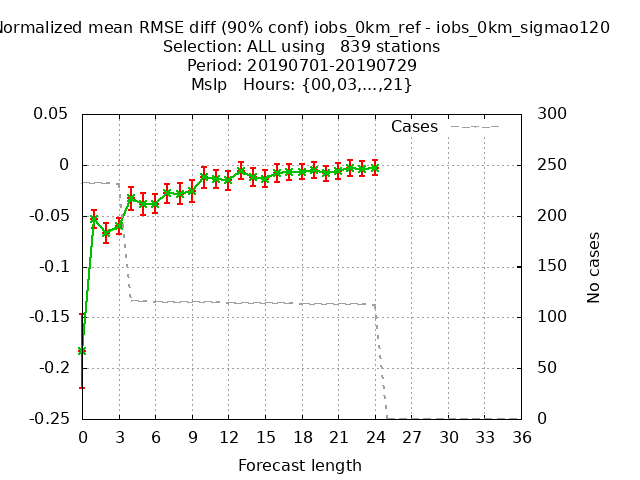 Normalized mean RMSE diff (90% conf) iobs_0km_ref - iobs_0km_sigmao120
Selection: ALL using 839 stations
Period: 20190701-20190729
Mslp Hours: {00,03,...,21}
Cases
0.05
0
-0.05
-0.1
-0.15
-0.2
-0.25
300
250
200
150
100
50
0
No cases
0 3 6 9 12 15 18 21 24 27 30 33 36
Forecast length